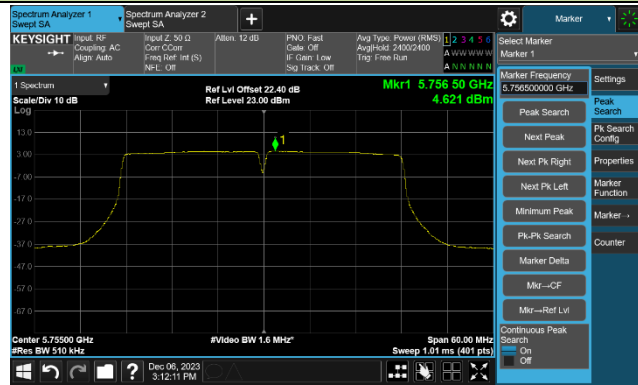 Spectrum Analyzer 1
Swept SA
Spectrum Analyzer 2
Swept SA
+
Marker
KEYSIGHT
Input: RF
Coupling: AC
Align: Auto
Input Z: 50 Ω
Corr CCorr
Freq Ref: Int (S)
NFE: Off
Atten: 12 dB
PNO: Fast
Gate: Off
IF Gain: Low
Sig Track: Off
Avg Type: Power (RMS)
Avg|Hold: 2400/2400
Trig: Free Run
1 2 3 4 5 6
A W W W W W
A N N N N N
Select Marker
Marker 1
1 Spectrum
Scale/Div 10 dB
Log
Ref Lvl Offset 22.40 dB
Ref Level 23.00 dBm
Mkr1 5.756 50 GHz
4.621 dBm
13.0
3.00
-7.00
-17.0
-27.0
-37.0
-47.0
-57.0
-67.0
1
Center 5.75500 GHz
#Res BW 510 kHz
#Video BW 1.6 MHz*
Span 60.00 MHz
Sweep 1.01 ms (401 pts)
Marker Frequency
5.756500000 GHz
Peak Search
Next Peak
Next Pk Right
Next Pk Left
Minimum Peak
Pk-Pk Search
Marker Delta
Mkr→CF
Mkr→Ref Lvl
Continuous Peak
Search
On
Off
Settings
Peak
Search
Pk Search
Config
Properties
Marker
Function
Marker→
Counter
?
Dec 06, 2023
3:12:11 PM